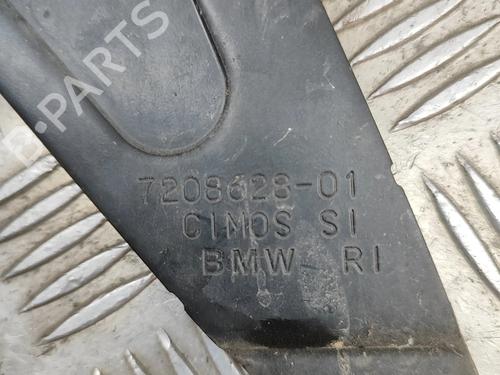 B-PARTS
7208628-01
CIMOS SI
BMW RI